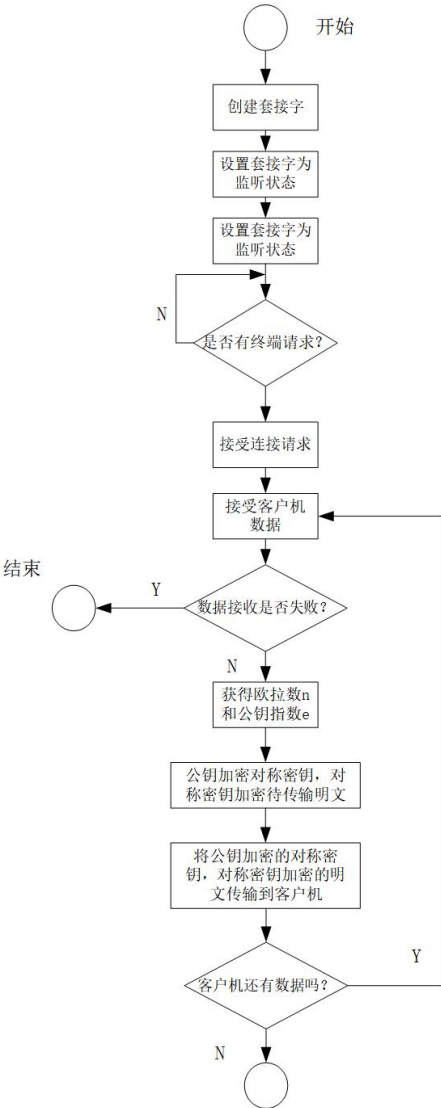 开始
创建套接字
设置套接字为
监听状态
设置套接字为
监听状态
N
是否有终端请求？
接受连接请求
接受客户机
数据
结束
Y
数据接收是否失败？
N
获得欧拉数n
和公钥指数e
公钥加密对称密钥，对
称密钥加密待传输明文
将公钥加密的对称密
钥，对称密钥加密的明
文传输到客户机
Y
客户机还有数据吗？
N